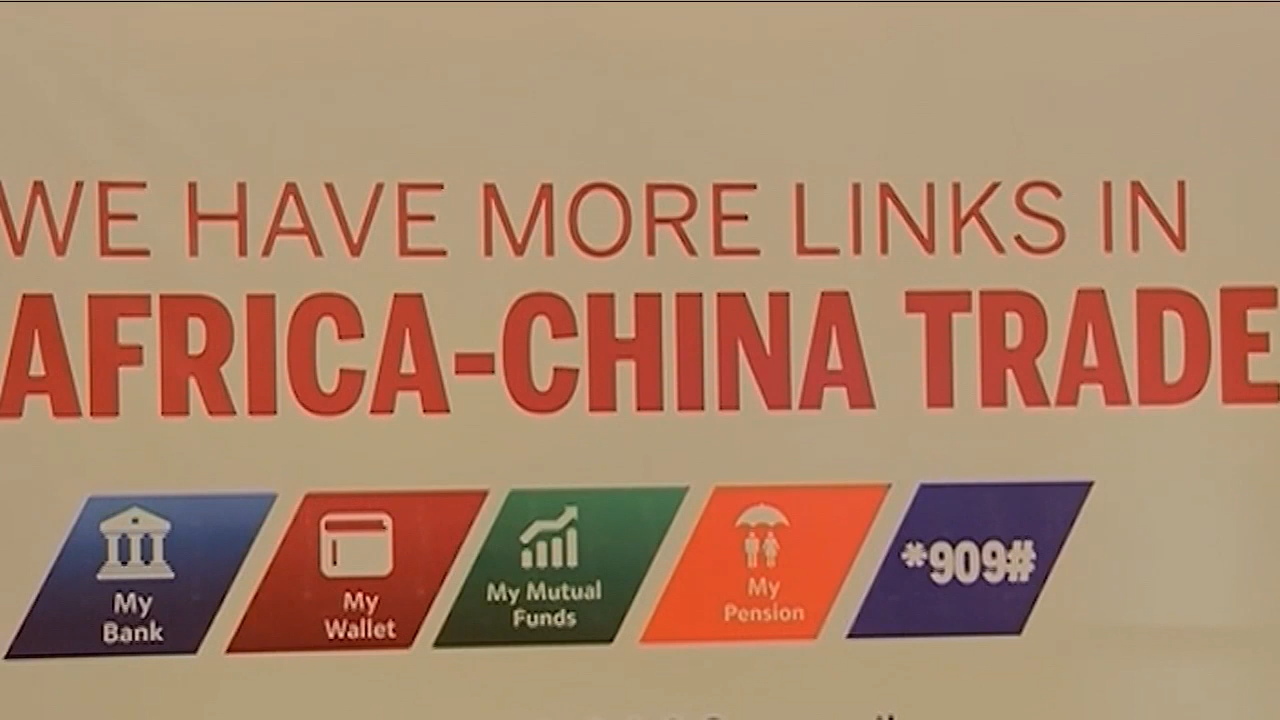 WE HAVE MORE LINKS IN
AFRICA-CHINA TRADE
My
Bank
My
Wallet
My Mutual
Funds
My
Pension
*909#